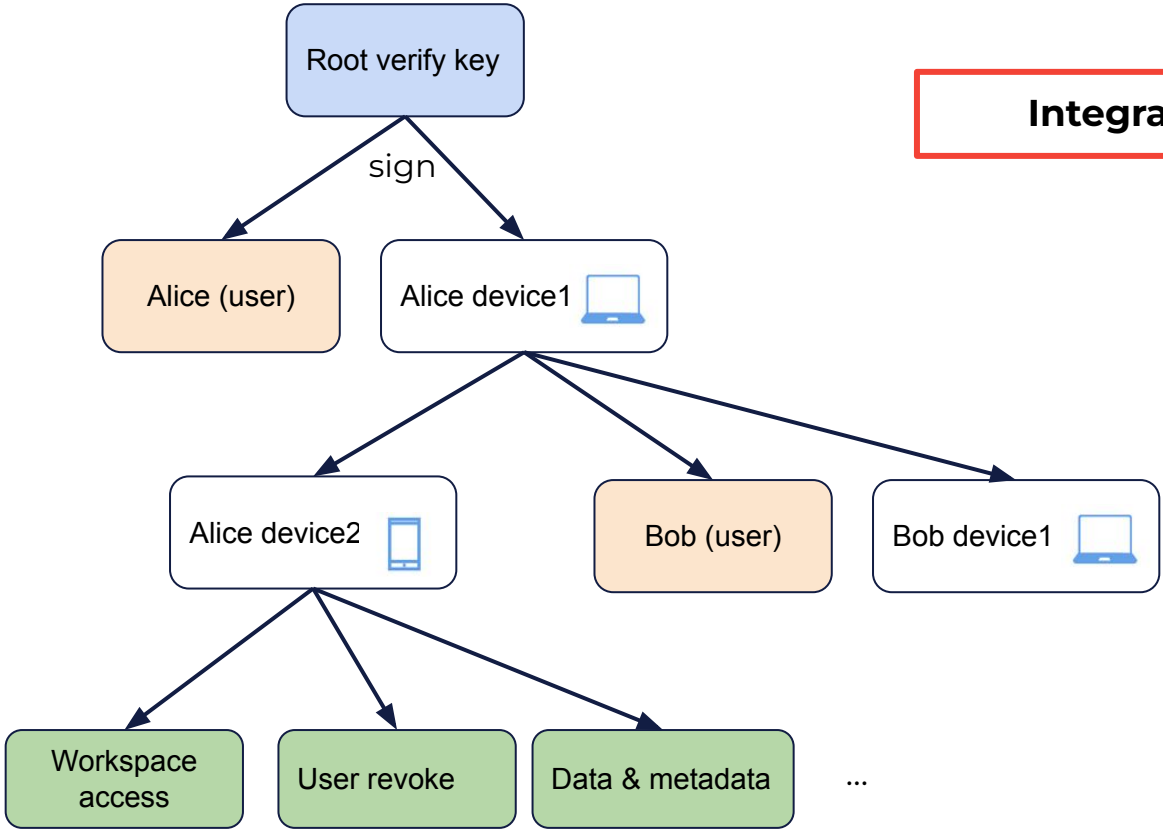 Root verify key
Integra
sign
Alice (user)
Alice device1
Alice device2
Bob (user)
Bob device1
Workspace
access
User revoke
Data & metadata
...